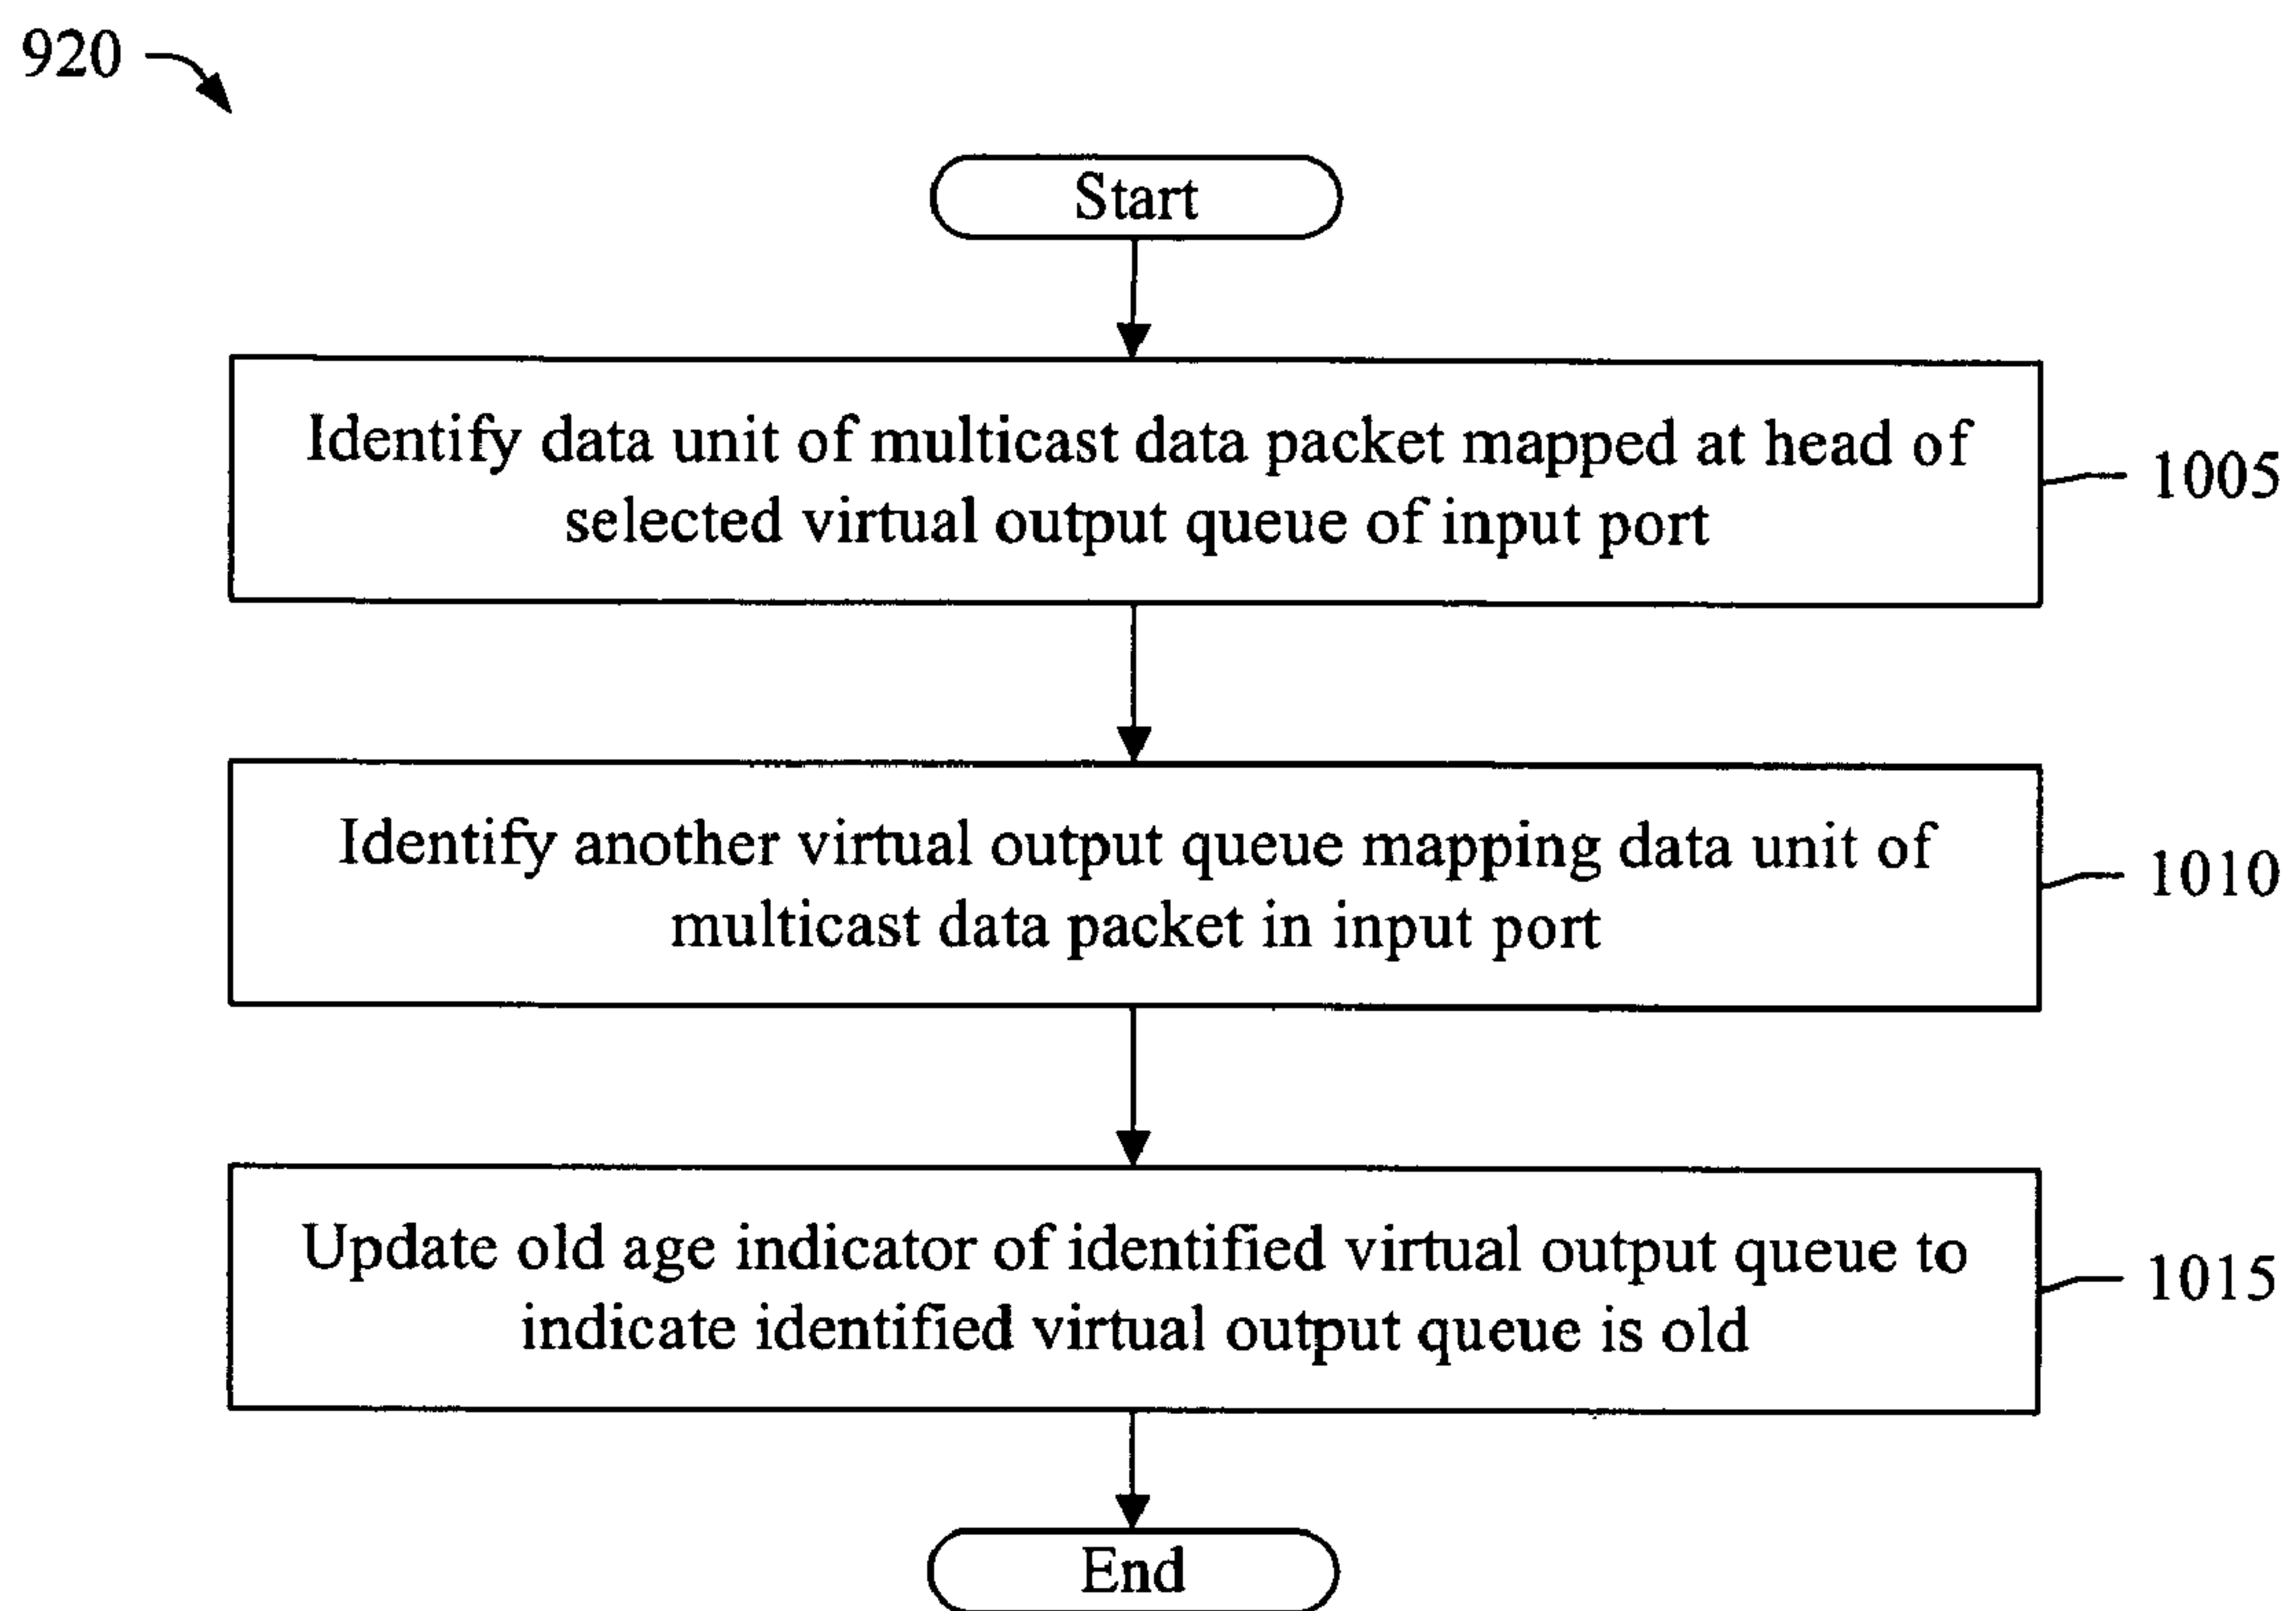 920
Start
Identify data unit of multicast data packet mapped at head of
selected virtual output queue of input port
1005
Identify another virtual output queue mapping data unit of
multicast data packet in input port
1010
Update old age indicator of identified virtual output queue to
indicate identified virtual output queue is old
1015
End